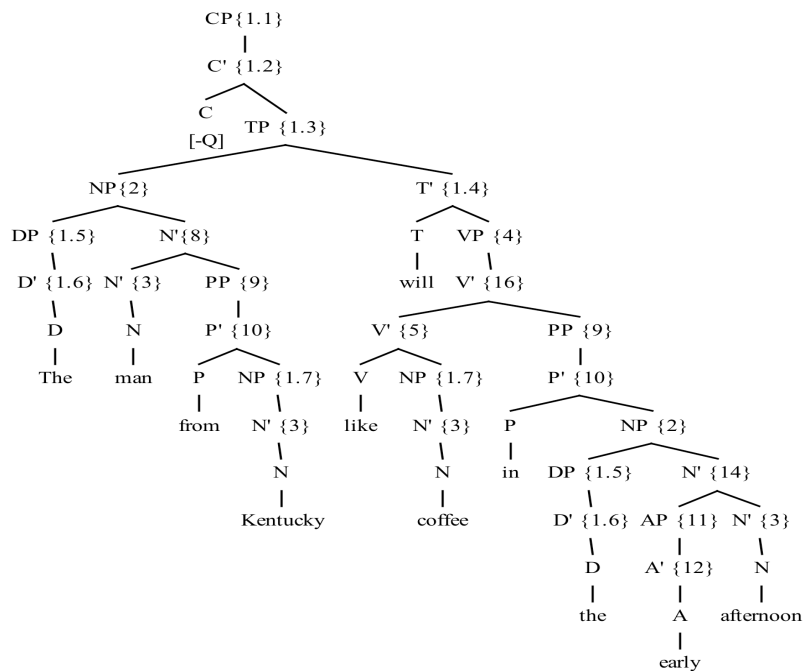 CP{1.1}
C' {1.2}
C TP {1.3}
[-Q]
NP{2} T' {1.4}
DP {1.5} N'{8} T VP {4}
D' {1.6} N' {3} PP {9} will V' {16}
D N P' {10} V' {5} PP {9}
The man P NP {1.7} V NP {1.7} P' {10}
from N' {3} like N' {3} P NP {2}
N N in DP {1.5} N' {14}
Kentucky coffee D' {1.6} AP {11} N' {3}
D A' {12} N
the A afternoon
early